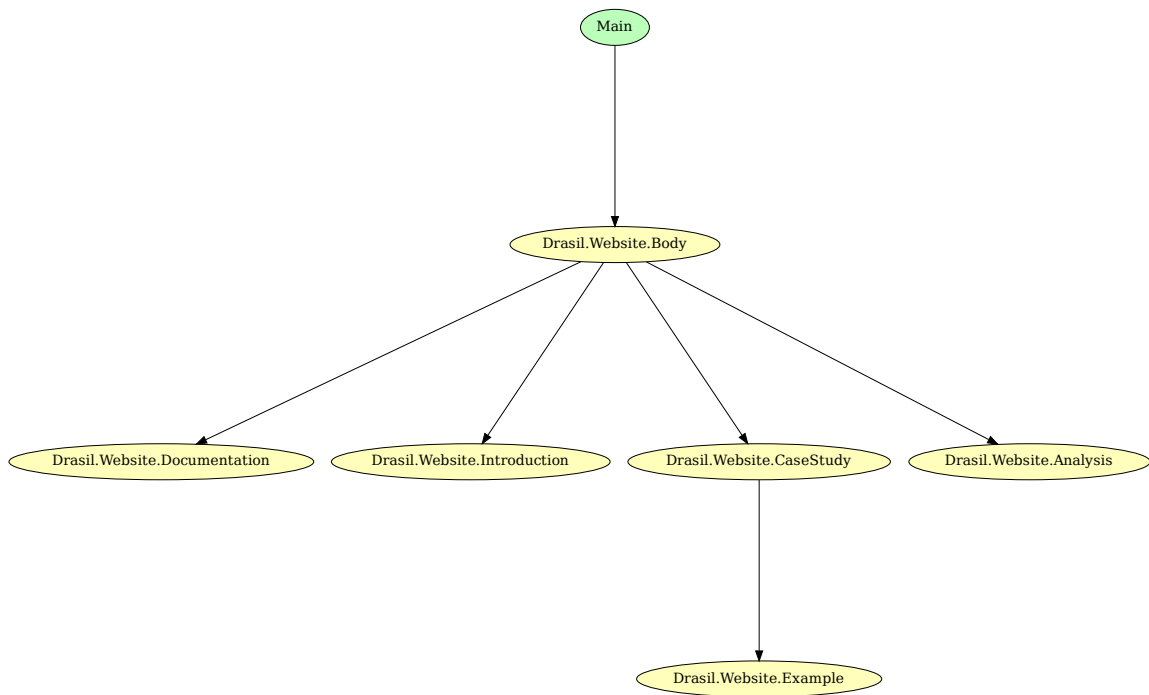 Main
Drasil.Website.Body
Drasil.Website.Documentation
Drasil.Website.Introduction
Drasil.Website.CaseStudy
Drasil.Website.Analysis
Drasil.Website.Example